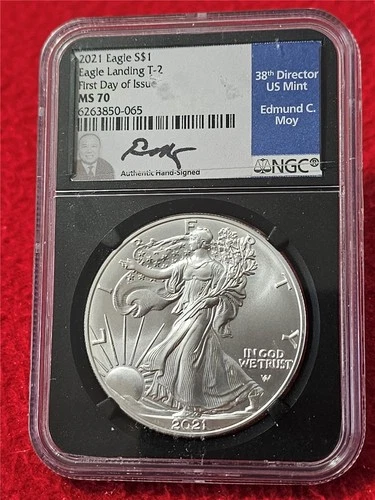 2021 Eagle S$1
Eagle Landing T-2
First Day of Issue
MS 70
6263850-065
38th Director
US Mint
Edmund C.
Moy
Authentic Hand-Signed
NGC
LIBERTY
IN GOD
WE TRUST
W
2021